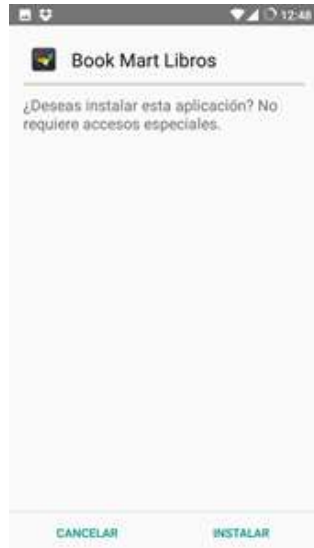 12:48
Book Mart Libros
¿Deseas instalar esta aplicación? No
requiere accesos especiales.
CANCELAR
INSTALAR